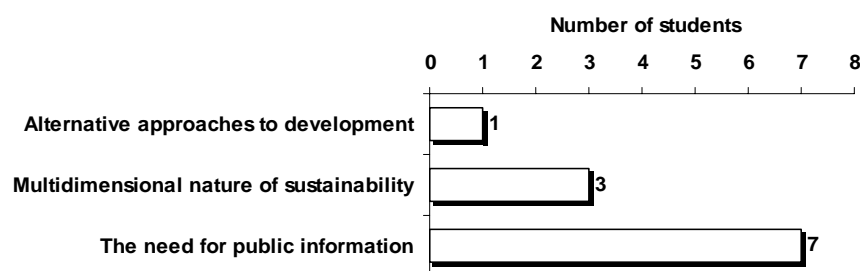 Number of students
0 1 2 3 4 5 6 7 8
Alternative approaches to development 1
Multidimensional nature of sustainability 3
The need for public information 7